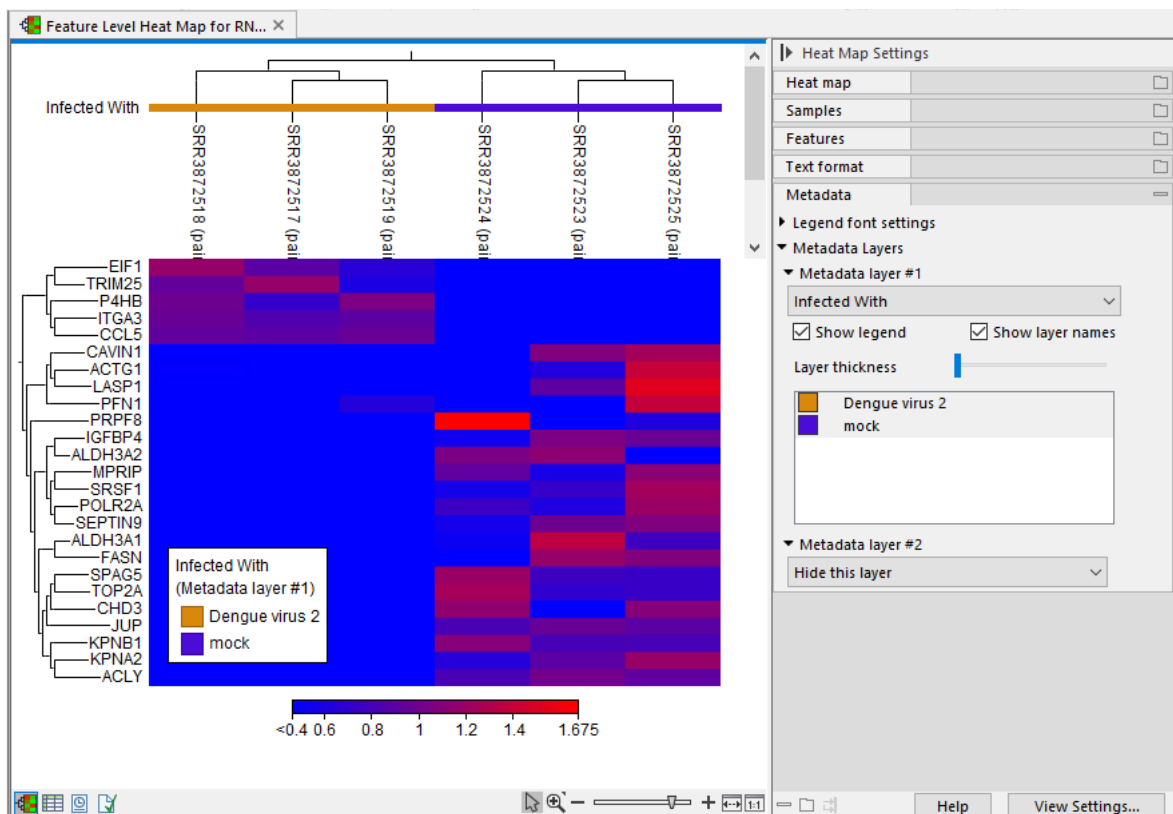 Feature Level Heat Map for RN...
Infected With
SRR3872518 (pai
SRR3872517 (pai
SRR3872519 (pai
SRR3872524 (pai
SRR3872523 (pai
SRR3872525 (pai
EIF1
TRIM25
P4HB
ITGA3
CCL5
CAVIN1
ACTG1
LASP1
PFN1
PRPF8
IGFBP4
ALDH3A2
MPRIP
SRSF1
POLR2A
SEPTIN9
ALDH3A1
FASN
SPAG5
TOP2A
CHD3
JUP
KPNB1
KPNA2
ACLY
Infected With
(Metadata layer #1)
Dengue virus 2
mock
<0.4 0.6 0.8 1 1.2 1.4 1.675
1:1
Heat Map Settings
Heat map
Samples
Features
Text format
Metadata
Legend font settings
Metadata Layers
Metadata layer #1
Infected With
Show legend Show layer names
Layer thickness
Dengue virus 2
mock
Metadata layer #2
Hide this layer
Help View Settings...